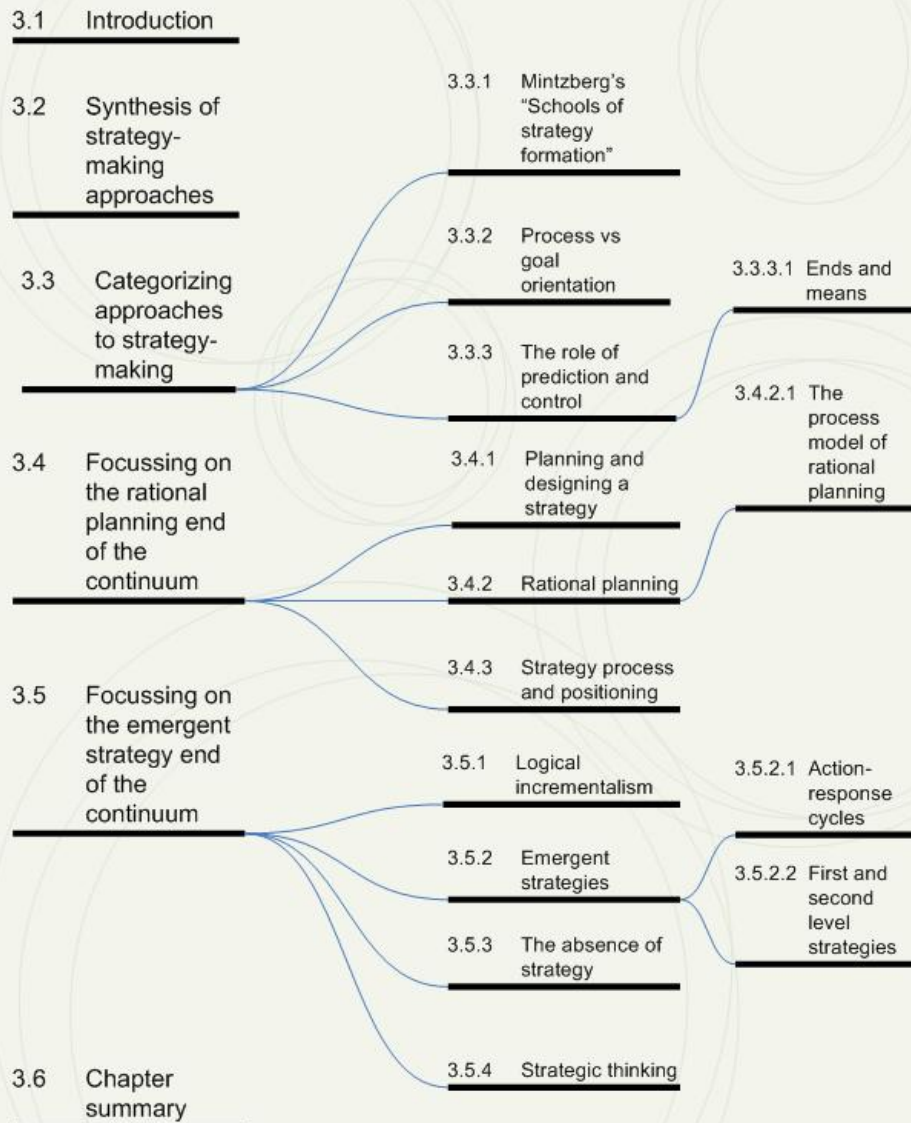 3.1 Introduction
3.2 Synthesis of
strategy-
making
approaches
3.3 Categorizing
approaches
to strategy-
making
3.3.1 Mintzberg's
"Schools of
strategy
formation"
3.3.2 Process vs
goal
orientation
3.3.3 The role of
prediction and
control
3.3.3.1 Ends and
means
3.4 Focussing on
the rational
planning end
of the
continuum
3.4.1 Planning and
designing a
strategy
3.4.2 Rational planning
3.4.2.1 The
process
model of
rational
planning
3.4.3 Strategy process
and positioning
3.5 Focussing on
the emergent
strategy end
of the
continuum
3.5.1 Logical
incrementalism
3.5.2 Emergent
strategies
3.5.2.1 Action-
response
cycles
3.5.2.2 First and
second
level
strategies
3.5.3 The absence of
strategy
3.5.4 Strategic thinking
3.6 Chapter
summary